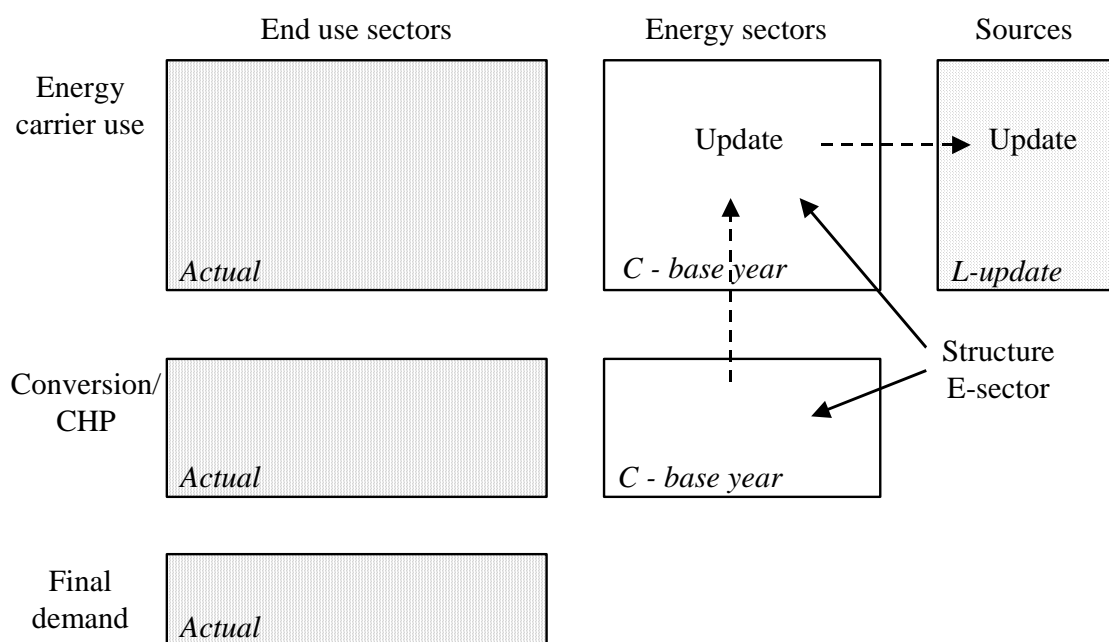 End use sectors
Energy sectors
Sources
Energy
carrier use
Update
Update
Actual
C - base year
L-update
Structure
E-sector
Conversion/
CHP
Actual
C - base year
Final
demand
Actual